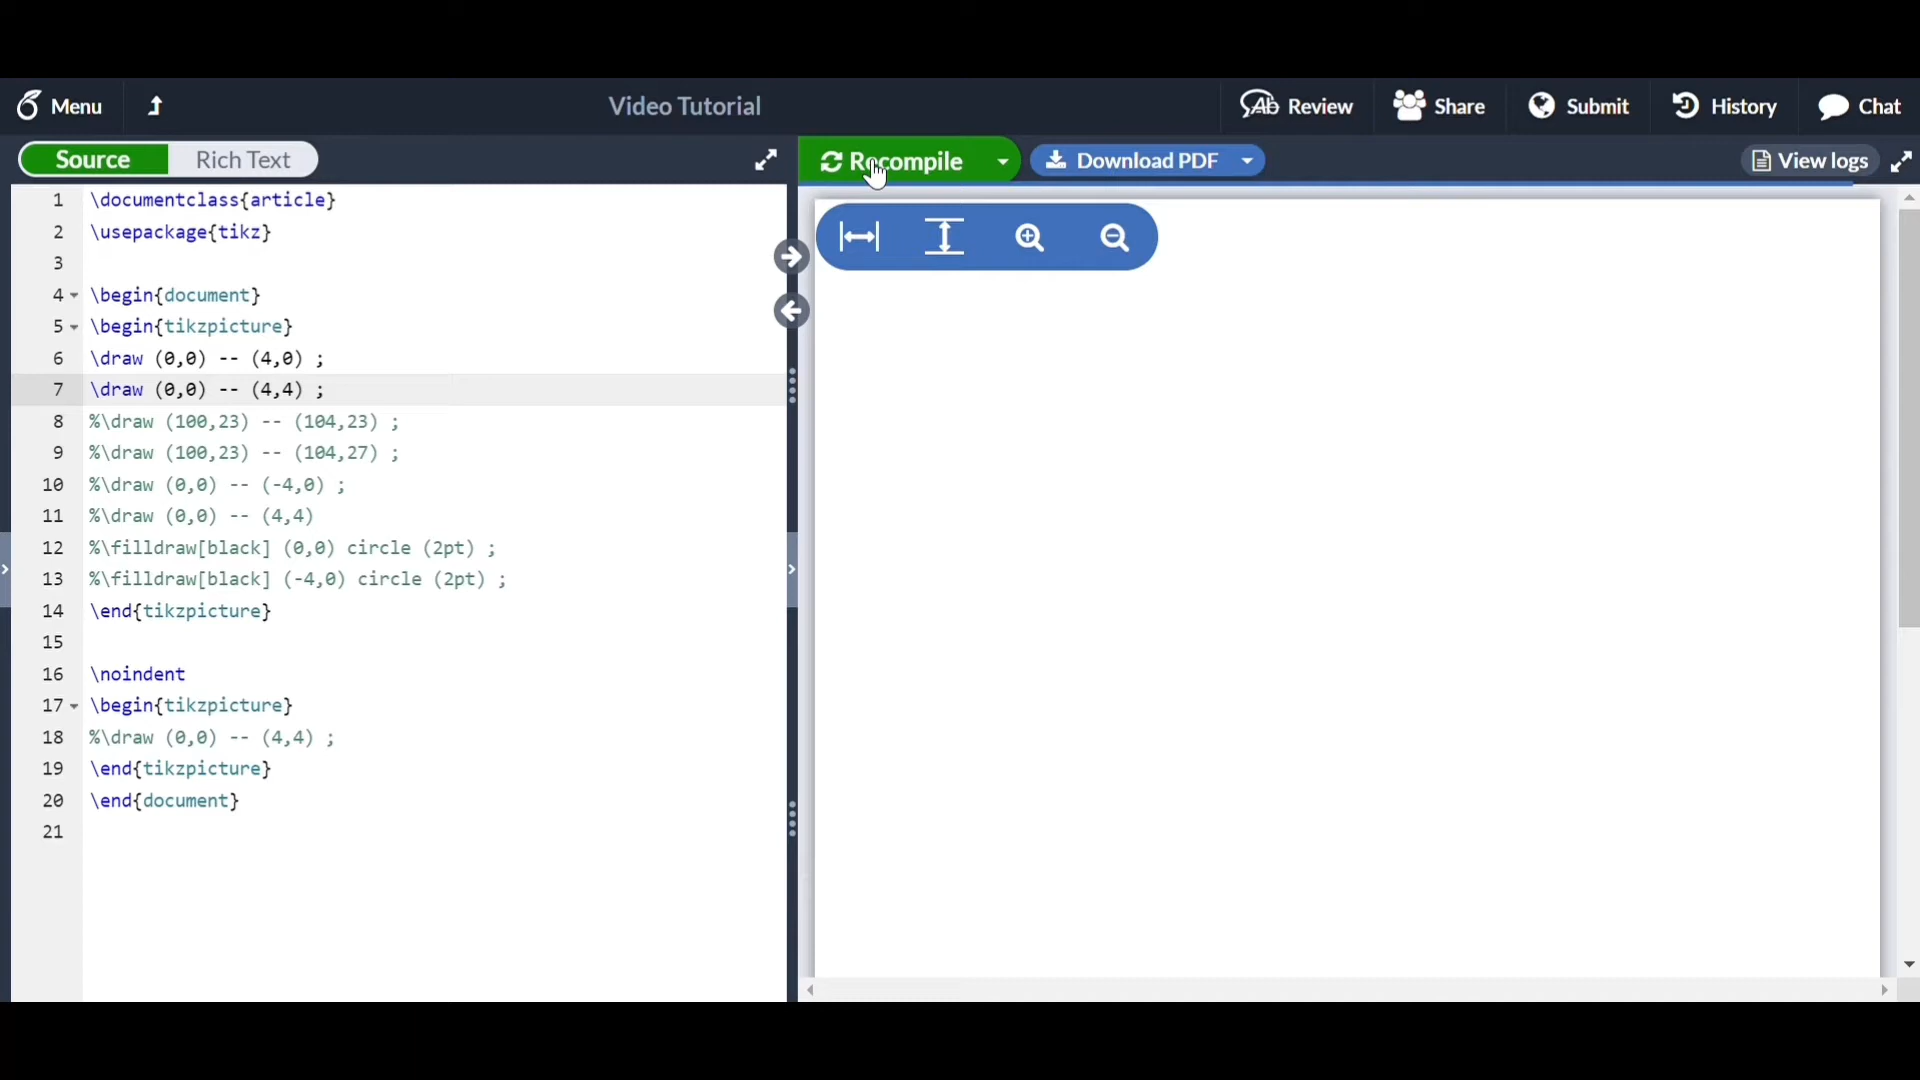 Menu
Video Tutorial
Review
Share
Submit
History
Chat
Source
Rich Text
Recompile
Download PDF
View logs
1 \documentclass{article}
2 \usepackage{tikz}
3
4 \begin{document}
5 \begin{tikzpicture}
6 \draw (0,0) -- (4,0) ;
7 \draw (0,0) -- (4,4) ;
8 %\draw (100,23) -- (104,23) ;
9 %\draw (100,23) -- (104,27) ;
10 %\draw (0,0) -- (-4,0) ;
11 %\draw (0,0) -- (4,4)
12 %\filldraw[black] (0,0) circle (2pt) ;
13 %\filldraw[black] (-4,0) circle (2pt) ;
14 \end{tikzpicture}
15
16 \noindent
17 \begin{tikzpicture}
18 %\draw (0,0) -- (4,4) ;
19 \end{tikzpicture}
20 \end{document}
21